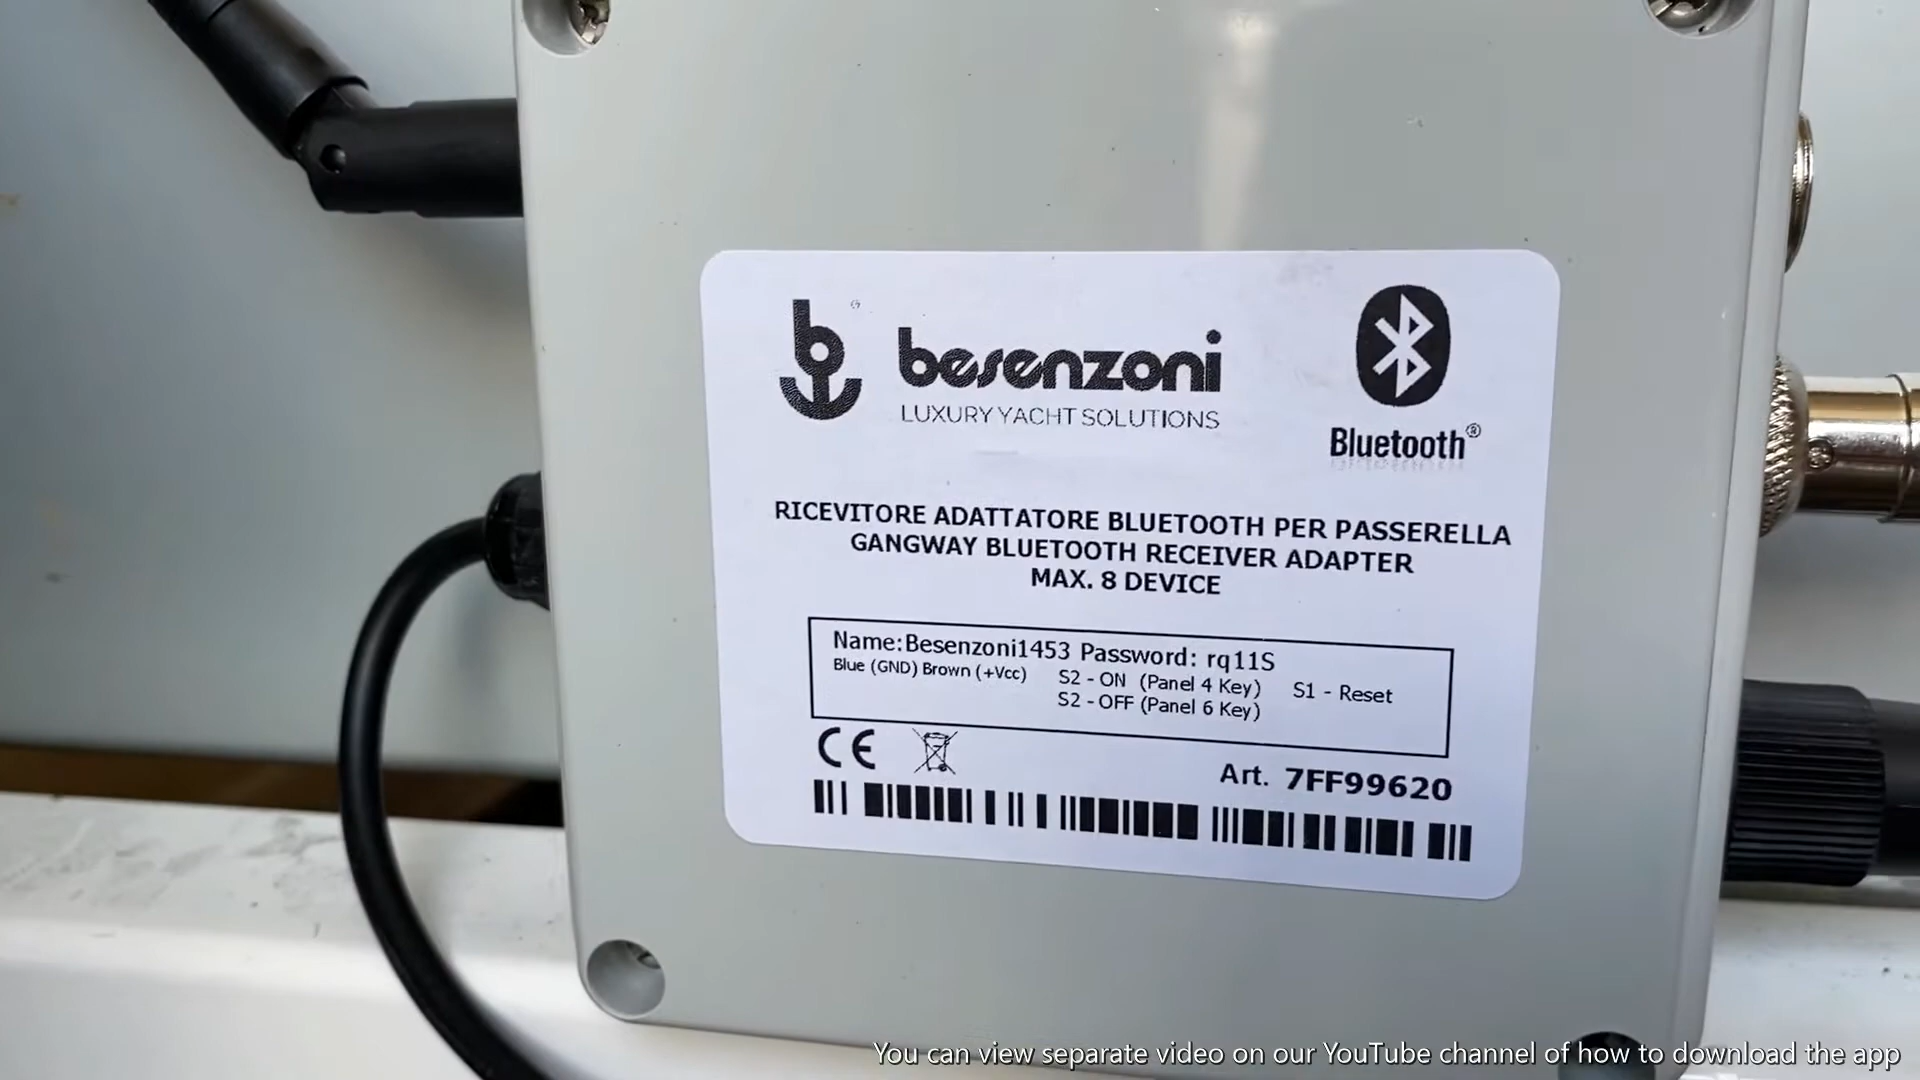 besenzoni
LUXURY YACHT SOLUTIONS
Bluetooth®
RICEVITORE ADATTATORE BLUETOOTH PER PASSERELLA
GANGWAY BLUETOOTH RECEIVER ADAPTER
MAX. 8 DEVICE
Name:Besenzoni1453 Password: rq11S
Blue (GND) Brown (+Vcc) S2 - ON (Panel 4 Key) S1 - Reset
S2 - OFF (Panel 6 Key)
CE
Art. 7FF99620
You can view separate video on our YouTube channel of how to download the app